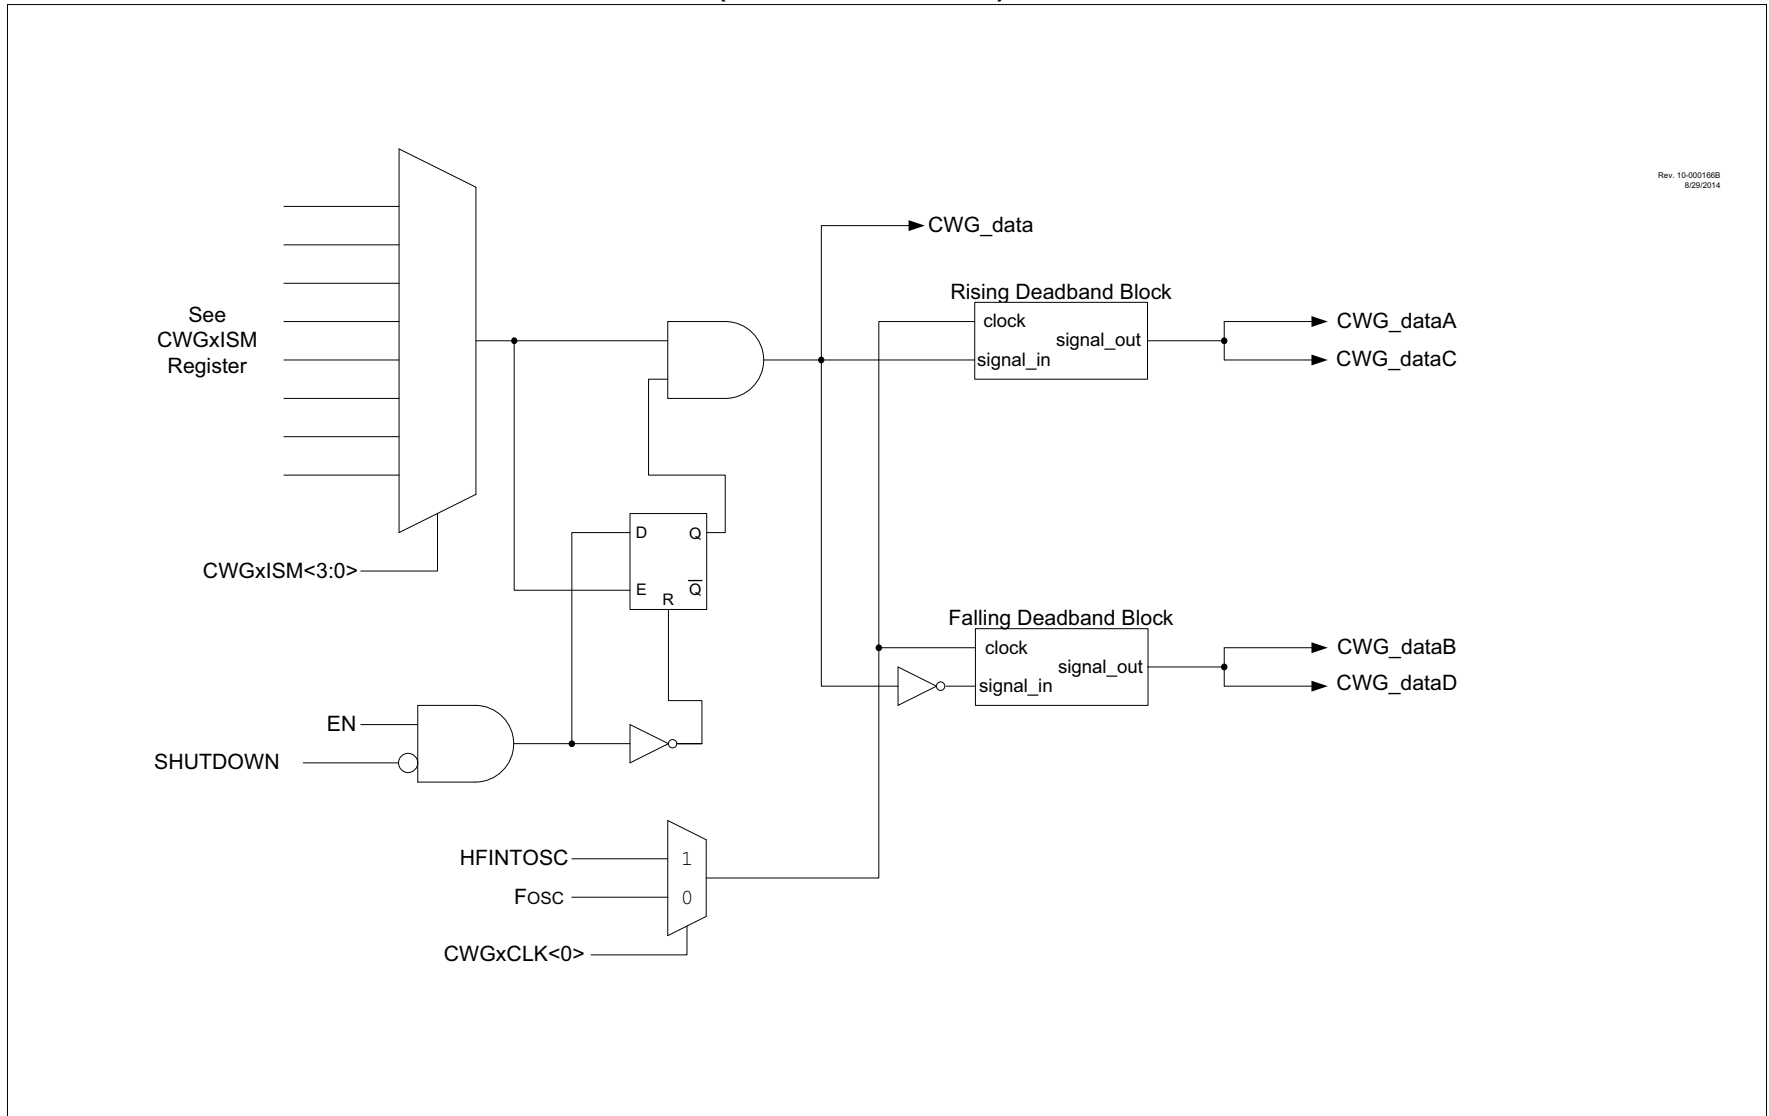 Rev. 10-000166B
8/29/2014
CWG_data
Rising Deadband Block
clock
signal_out
signal_in
CWG_dataA
CWG_dataC
See
CWGxISM
Register
D
Q
E
Q
R
CWGxISM<3:0>
Falling Deadband Block
clock
signal_out
signal_in
CWG_dataB
CWG_dataD
EN
SHUTDOWN
HFINTOSC
1
FOSC
0
CWGxCLK<0>